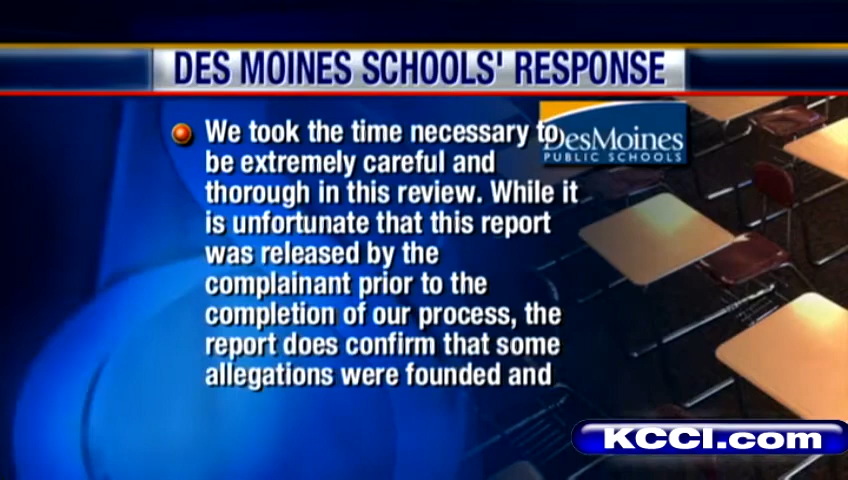 DES MOINES SCHOOLS' RESPONSE
We took the time necessary to
be extremely careful and
thorough in this review. While it
is unfortunate that this report
was released by the
complainant prior to the
completion of our process, the
report does confirm that some
allegations were founded and
DesMoines
PUBLIC SCHOOLS
KCCI.com